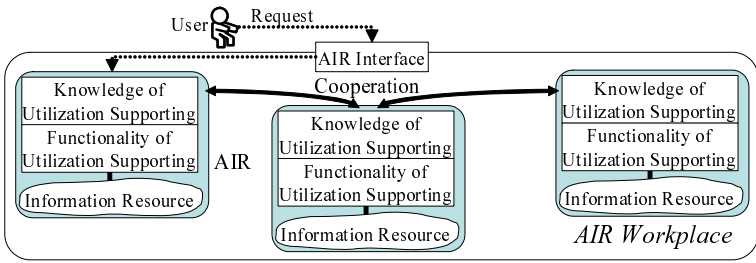 User
Request
AIR Interface
Cooperation
Knowledge of
Utilization Supporting
Functionality of
Utilization Supporting
Information Resource
AIR
Knowledge of
Utilization Supporting
Functionality of
Utilization Supporting
Information Resource
Knowledge of
Utilization Supporting
Functionality of
Utilization Supporting
Information Resource
AIR Workplace